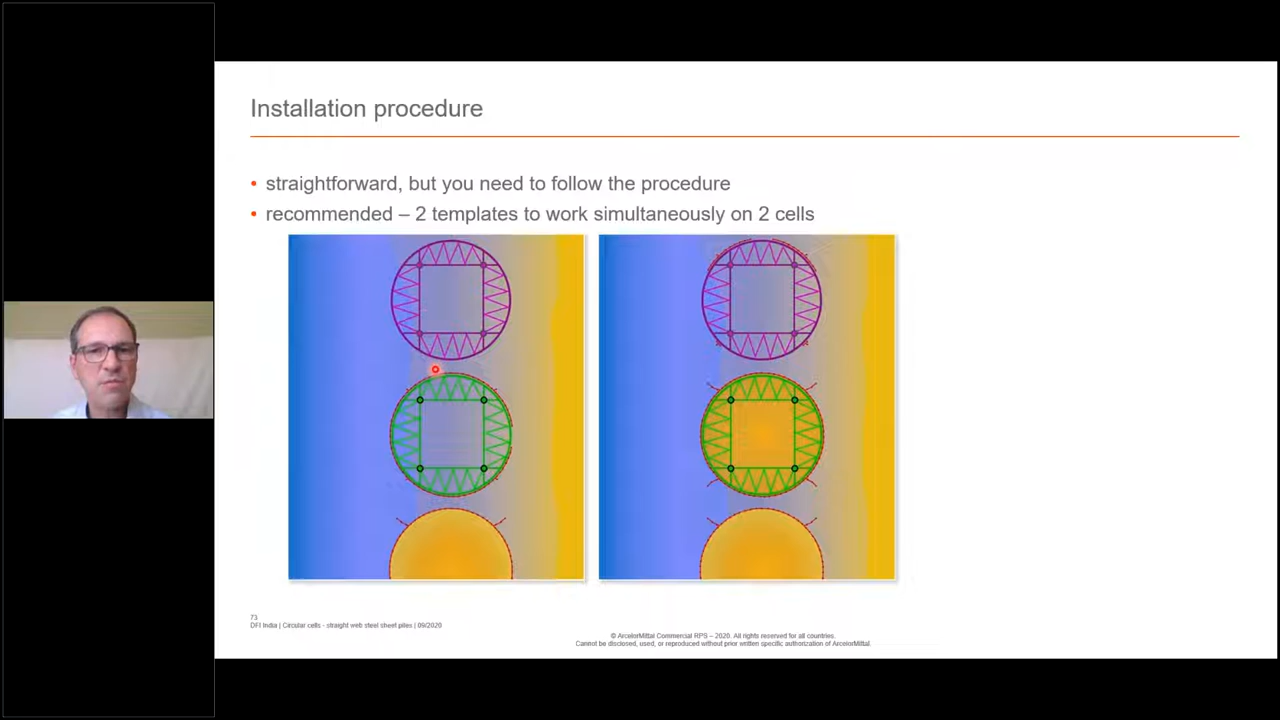 Installation procedure
• straightforward, but you need to follow the procedure
• recommended – 2 templates to work simultaneously on 2 cells
73
DFI India | Circular cells - straight web steel sheet piles | 09/2020
© ArcelorMittal Commercial RPS – 2020. All rights reserved for all countries.
Cannot be disclosed, used, or reproduced without prior written specific authorization of ArcelorMittal.